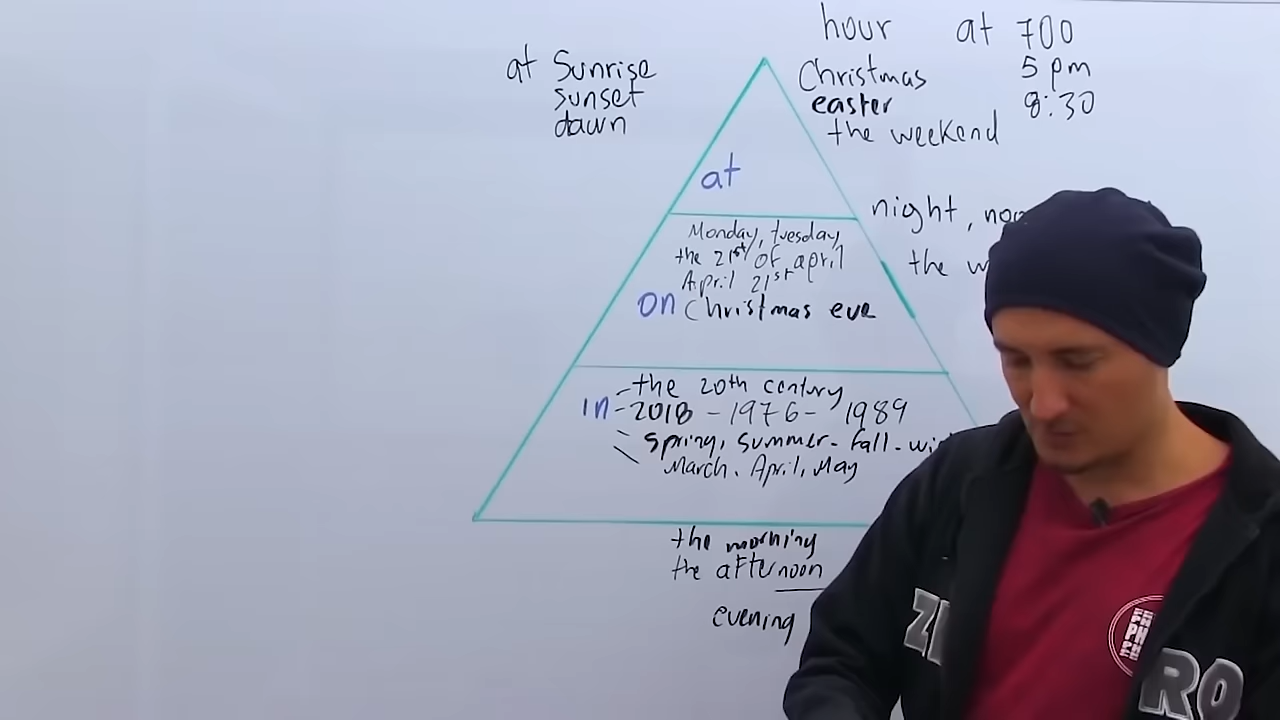 hour at 700
at Sunrise Christmas 5 pm
sunset easter 8:30
dawn the weekend
at
night,
the
Monday, tuesday,
the 21st of april
April 21st
on Christmas eve
the 20th century
in - 2018 - 1976 - 1989
spring, summer - fall -
March. April, May
the morning
the afternoon
evening